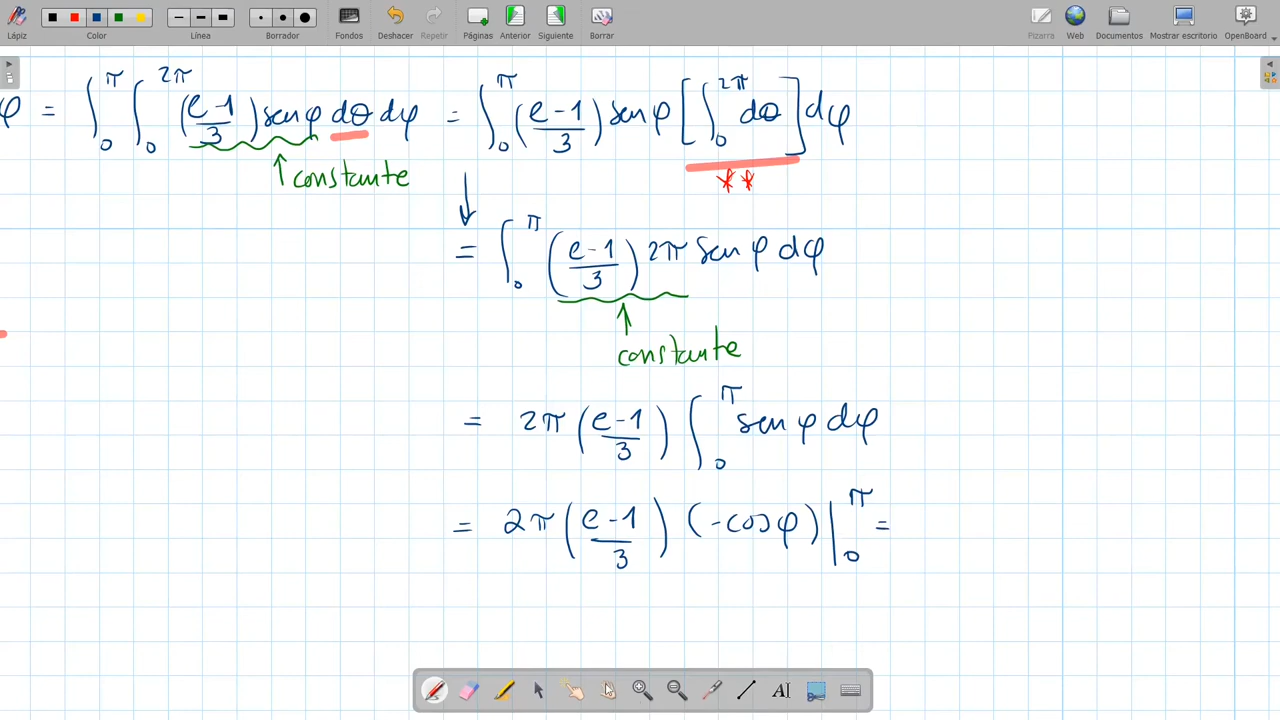 Lápiz Color Línea Borrador Fondos Deshacer Repetir Páginas Anterior Siguiente Borrar Pizarra Web Documentos Mostrar escritorio OpenBoard
φ = ∫₀^π ∫₀^2π (e-1/3) sen φ dθ dφ = ∫₀^π (e-1/3) sen φ [∫₀^2π dθ] dφ
constante
**
= ∫₀^π (e-1/3) 2π sen φ dφ
constante
= 2π (e-1/3) ∫₀^π sen φ dφ
= 2π (e-1/3) (-cos φ) |₀^π =
AI